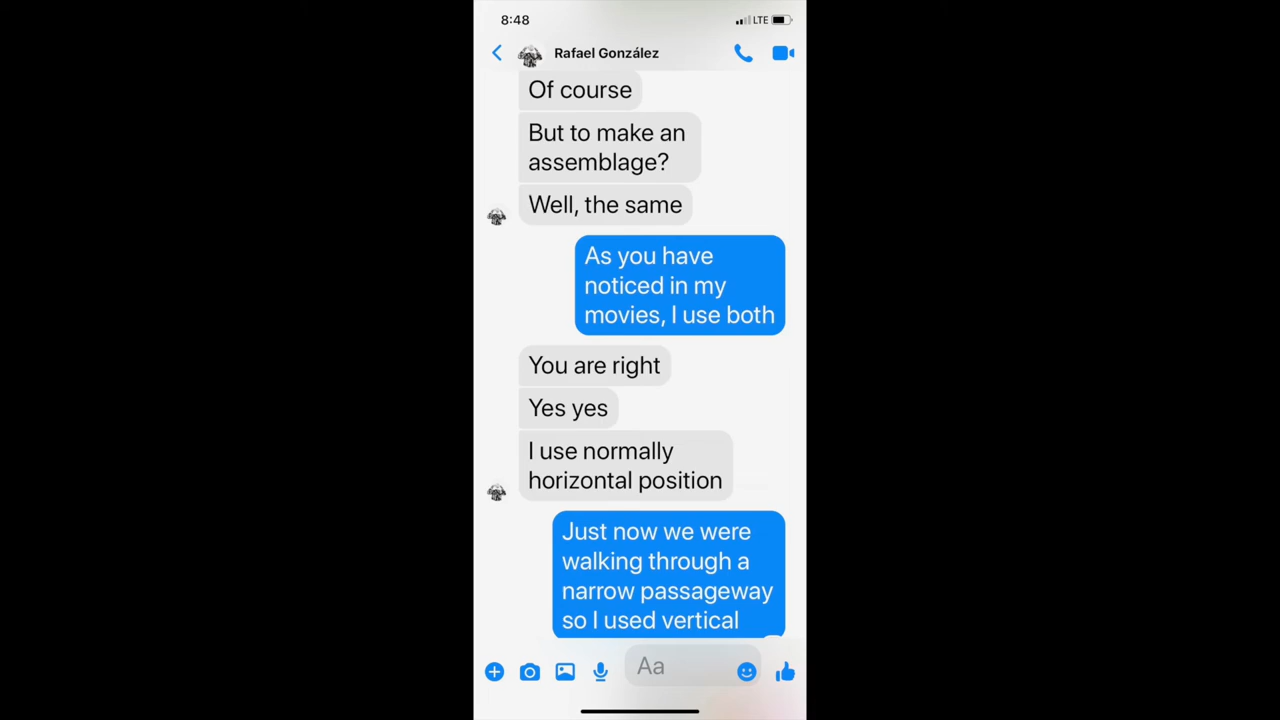 8:48
LTE
Rafael González
Of course
But to make an
assemblage?
Well, the same
As you have
noticed in my
movies, I use both
You are right
Yes yes
I use normally
horizontal position
Just now we were
walking through a
narrow passageway
so I used vertical
Aa